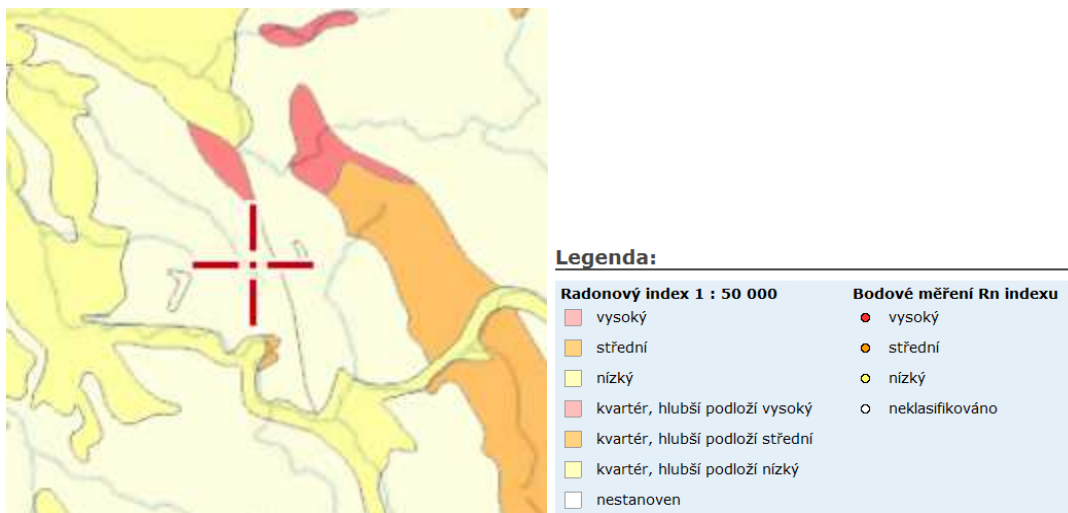 Legenda:
Radonový index 1 : 50 000
vysoký
střední
nízký
kvartér, hlubší podloží vysoký
kvartér, hlubší podloží střední
kvartér, hlubší podloží nízký
nestanoven
Bodové měření Rn indexu
vysoký
střední
nízký
neklasifikováno